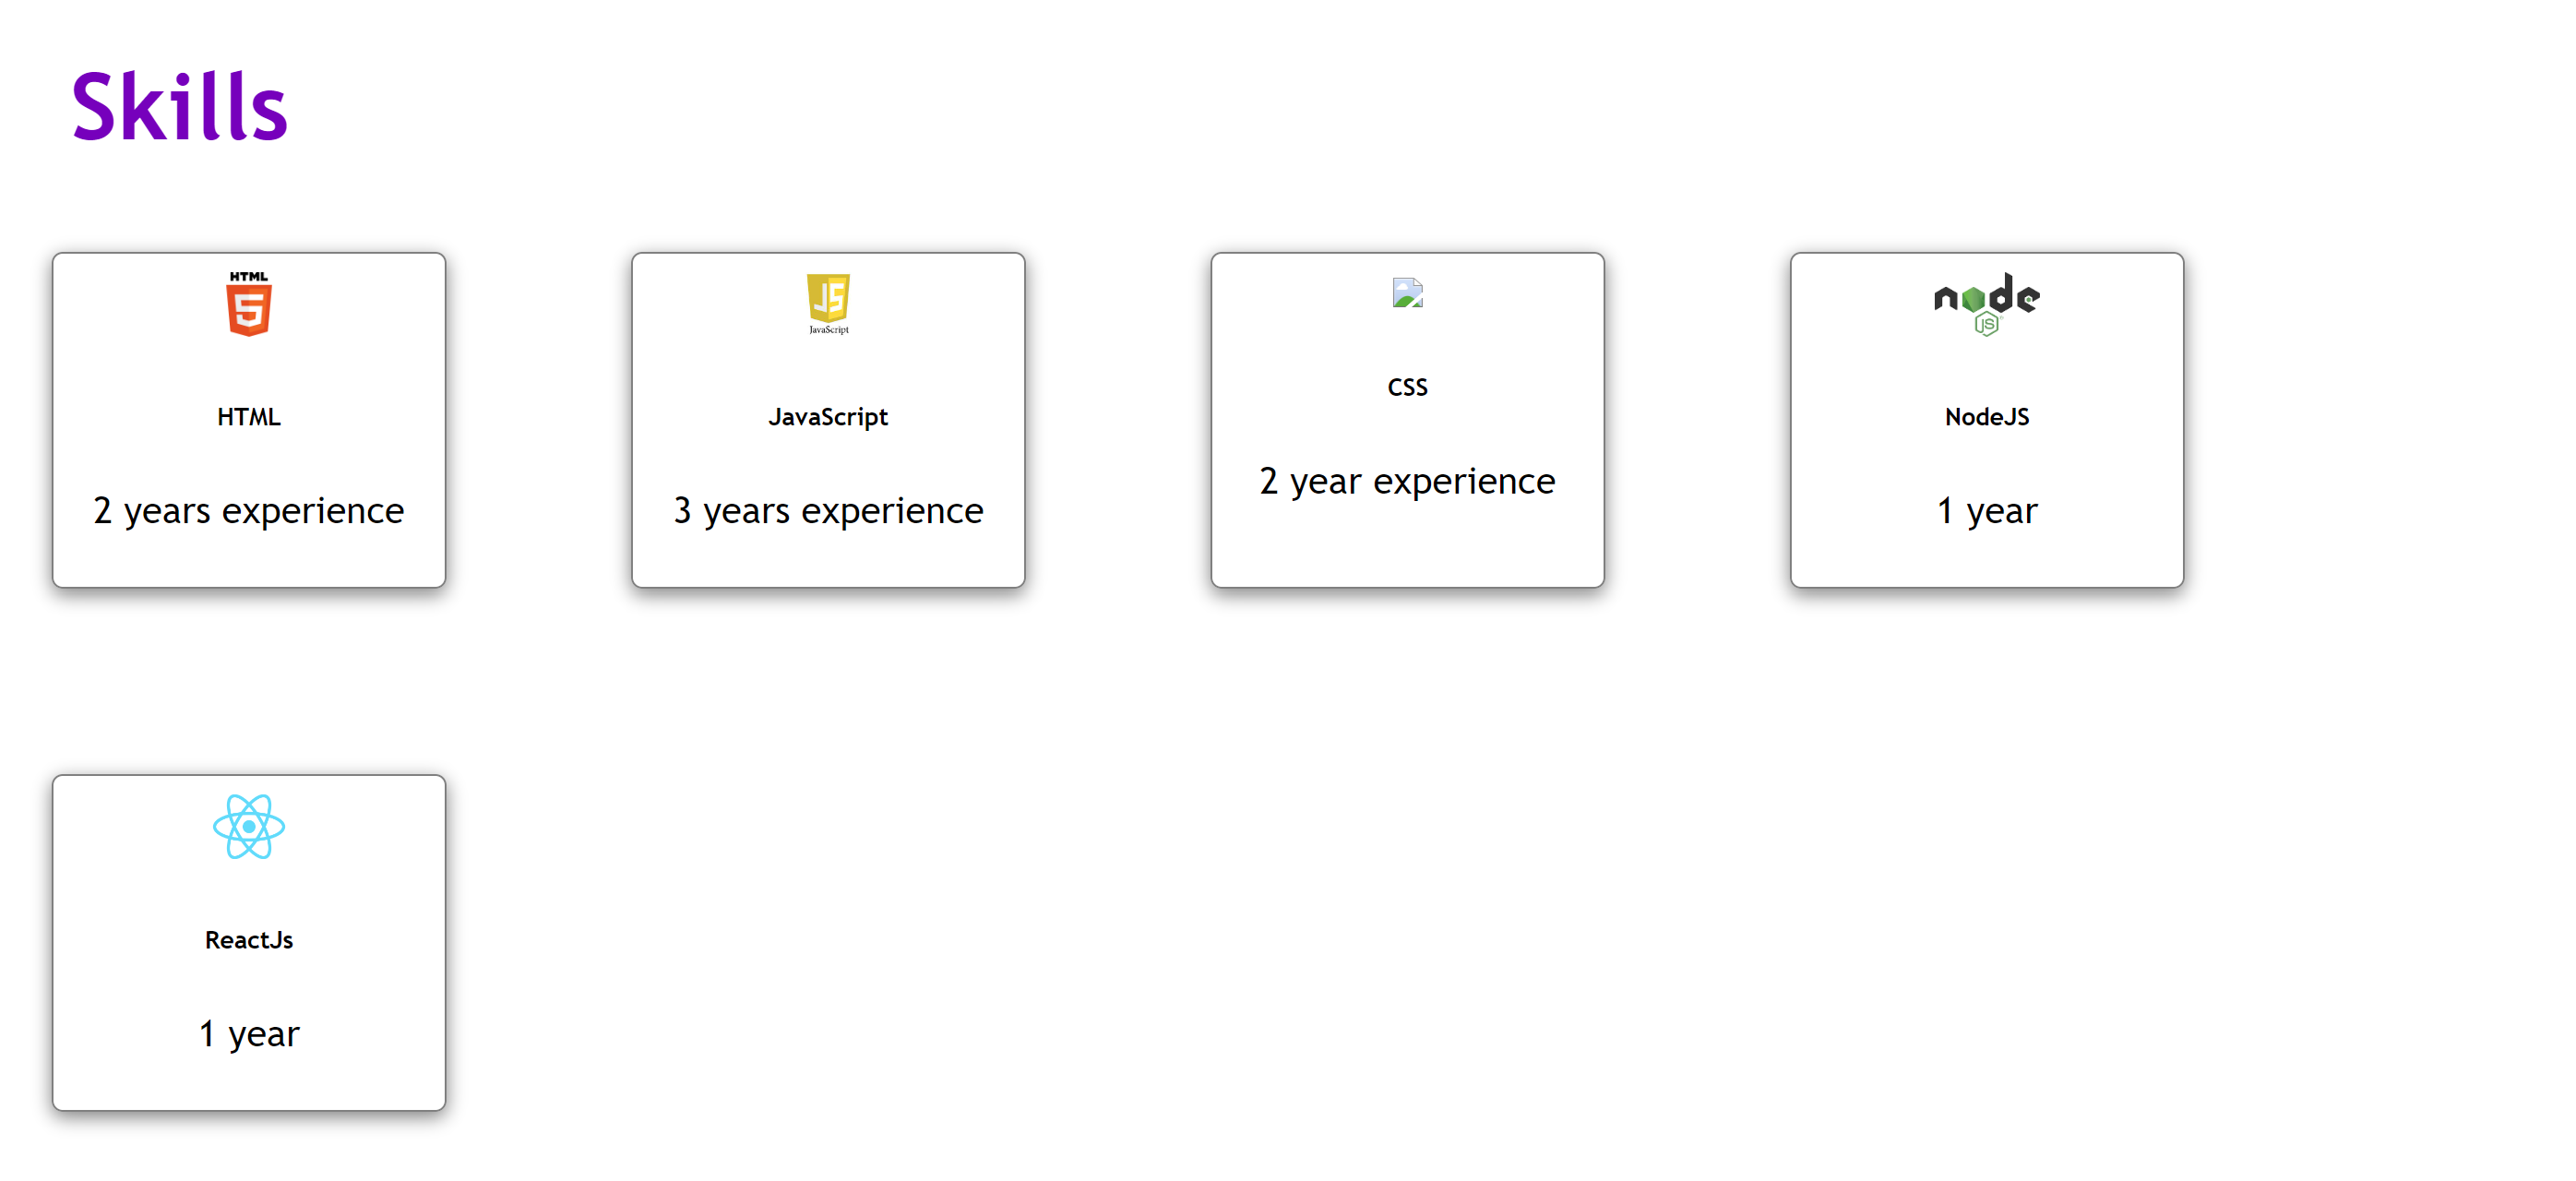 Skills
HTML
5
HTML
2 years experience
JS
JavaScript
JavaScript
3 years experience
CSS
2 year experience
node
JS
NodeJS
1 year
ReactJs
1 year